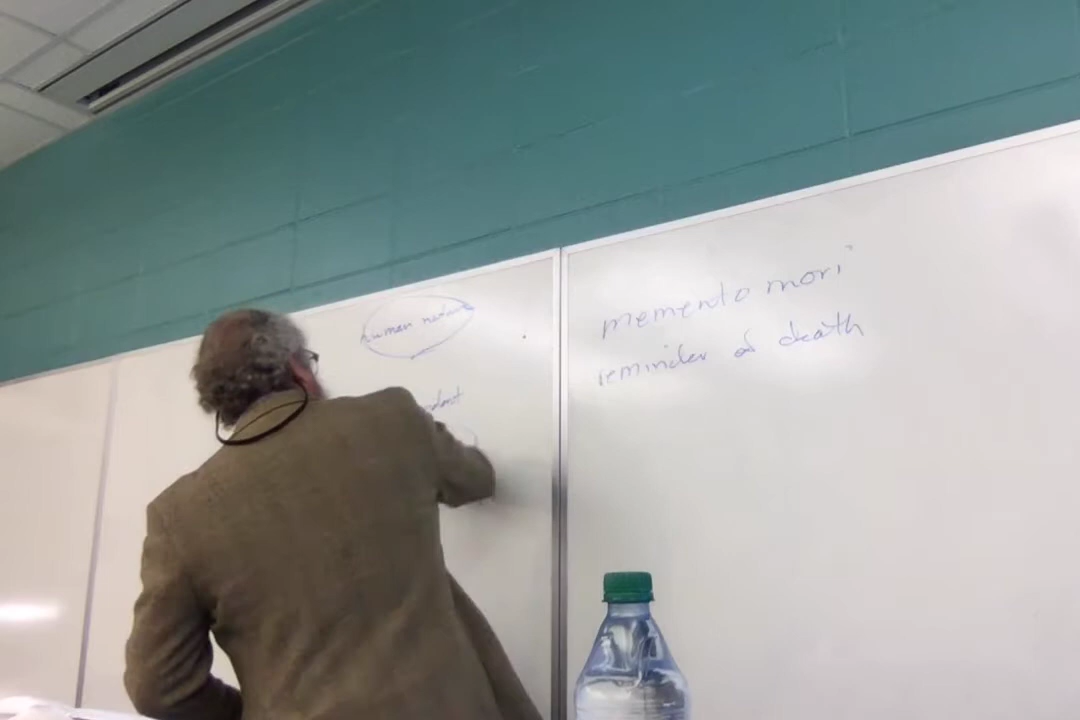 human nature
memento mori
reminder of death